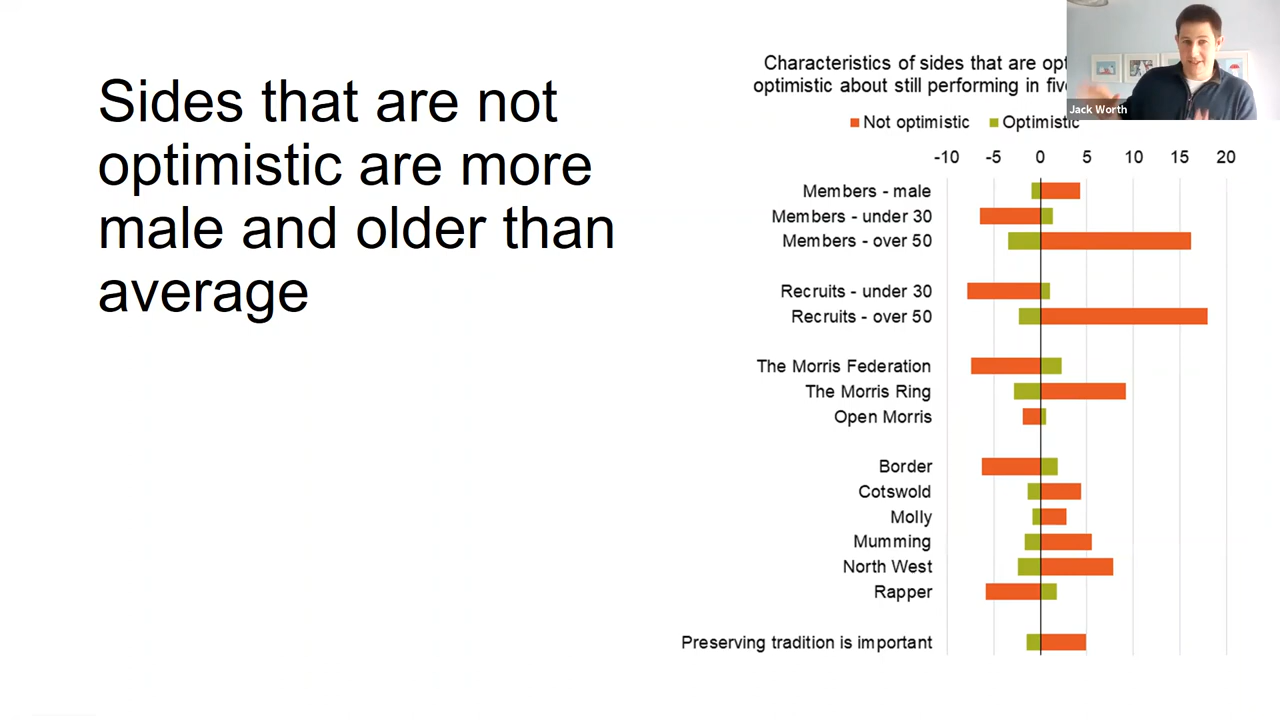 Sides that are not
optimistic are more
male and older than
average
Characteristics of sides that are
optimistic about still performing in
Jack Worth
Not optimistic Optimistic
-10 -5 0 5 10 15 20
Members - male
Members - under 30
Members - over 50
Recruits - under 30
Recruits - over 50
The Morris Federation
The Morris Ring
Open Morris
Border
Cotswold
Molly
Mumming
North West
Rapper
Preserving tradition is important